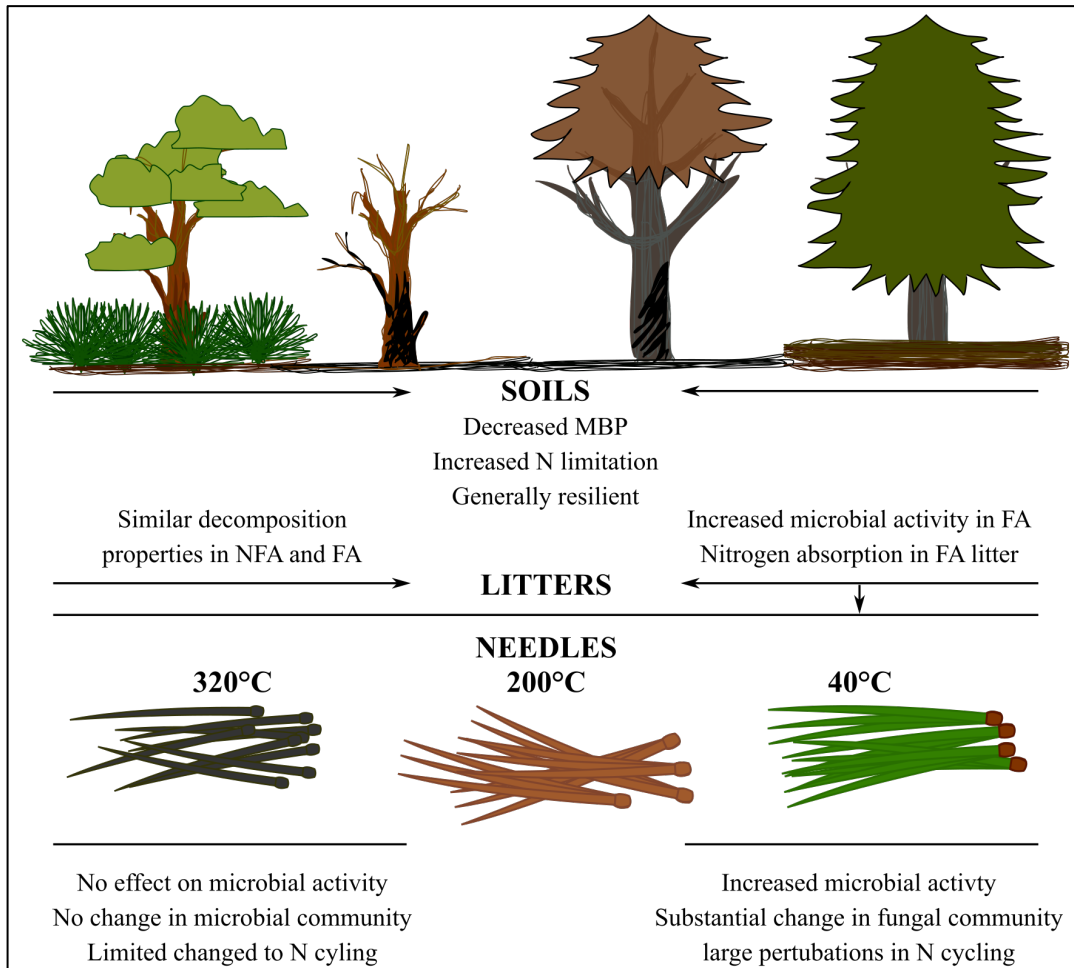 SOILS
Decreased MBP
Increased N limitation
Generally resilient
Similar decomposition
properties in NFA and FA
Increased microbial activity in FA
Nitrogen absorption in FA litter
LITTERS
NEEDLES
320°C
200°C
40°C
No effect on microbial activity
No change in microbial community
Limited changed to N cyling
Increased microbial activty
Substantial change in fungal community
large pertubations in N cycling